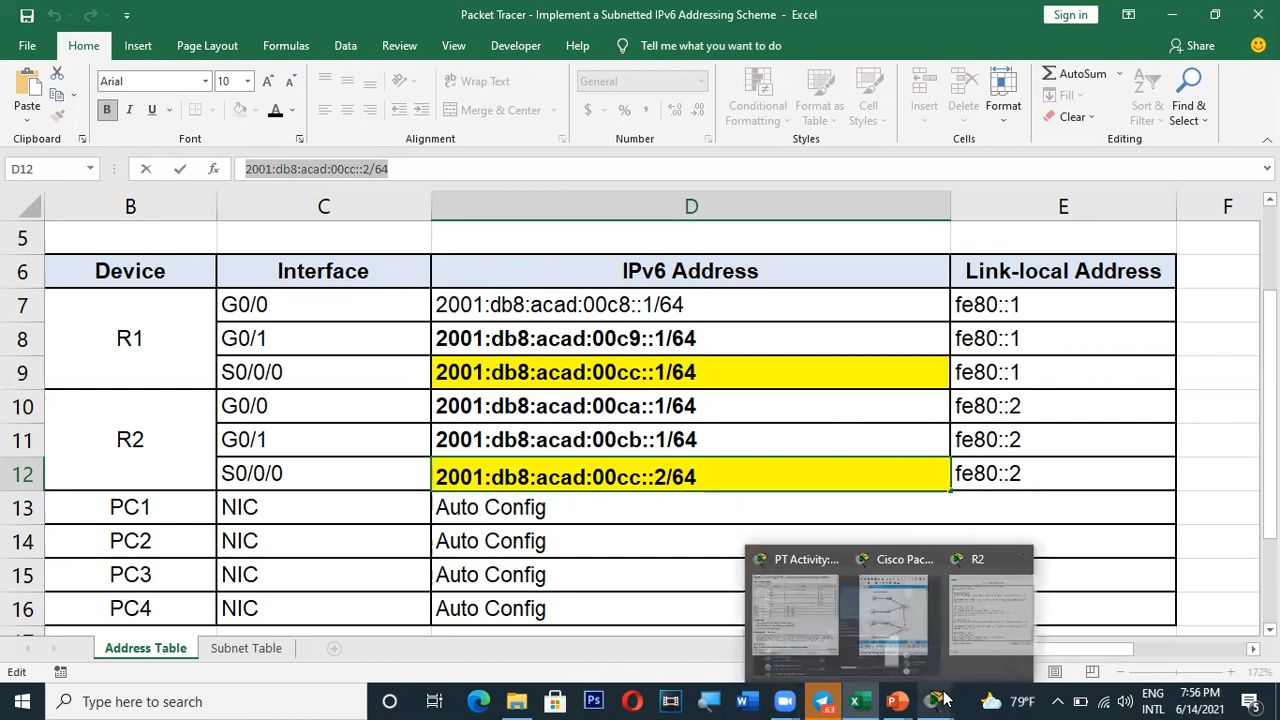 Packet Tracer - Implement a Subnetted IPv6 Addressing Scheme - Excel
Sign in
File Home Insert Page Layout Formulas Data Review View Developer Help Tell me what you want to do Share
Paste
Arial 10
B I U
Wrap Text
Merge & Center
General
$ % ,
Conditional Formatting
Format as Table
Cell Styles
Insert Delete Format
AutoSum
Fill
Clear
Sort & Filter
Find & Select
Clipboard Font Alignment Number Styles Cells Editing
D12 fx 2001:db8:acad:00cc::2/64
B C D E F
5
6 Device Interface IPv6 Address Link-local Address
7 G0/0 2001:db8:acad:00c8::1/64 fe80::1
8 R1 G0/1 2001:db8:acad:00c9::1/64 fe80::1
9 S0/0/0 2001:db8:acad:00cc::1/64 fe80::1
10 G0/0 2001:db8:acad:00ca::1/64 fe80::2
11 R2 G0/1 2001:db8:acad:00cb::1/64 fe80::2
12 S0/0/0 2001:db8:acad:00cc::2/64 fe80::2
13 PC1 NIC Auto Config
14 PC2 NIC Auto Config
15 PC3 NIC Auto Config
16 PC4 NIC Auto Config
PT Activity:... Cisco Pac... R2
Address Table Subnet Table
Edit 172%
Type here to search
63
79°F
ENG
INTL
7:56 PM
6/14/2021
5